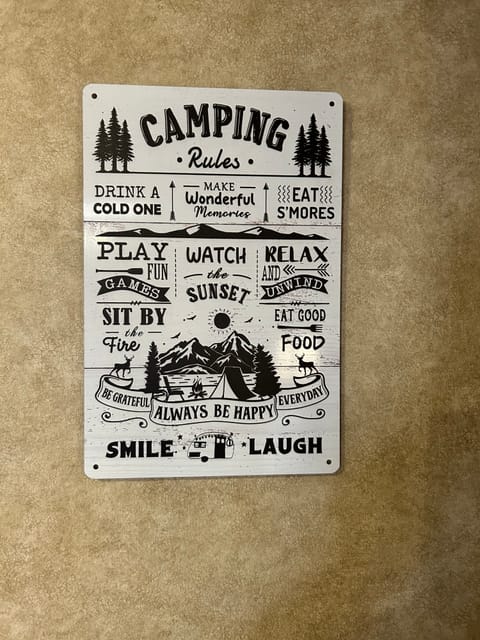 CAMPING
Rules
DRINK A
COLD ONE
MAKE
Wonderful
Memories
EAT
S'MORES
PLAY
FUN
GAMES
WATCH
the
SUNSET
RELAX
AND
UNWIND
SIT BY
the
Fire
EAT GOOD
FOOD
BE GRATEFUL
ALWAYS BE HAPPY
EVERYDAY
SMILE LAUGH